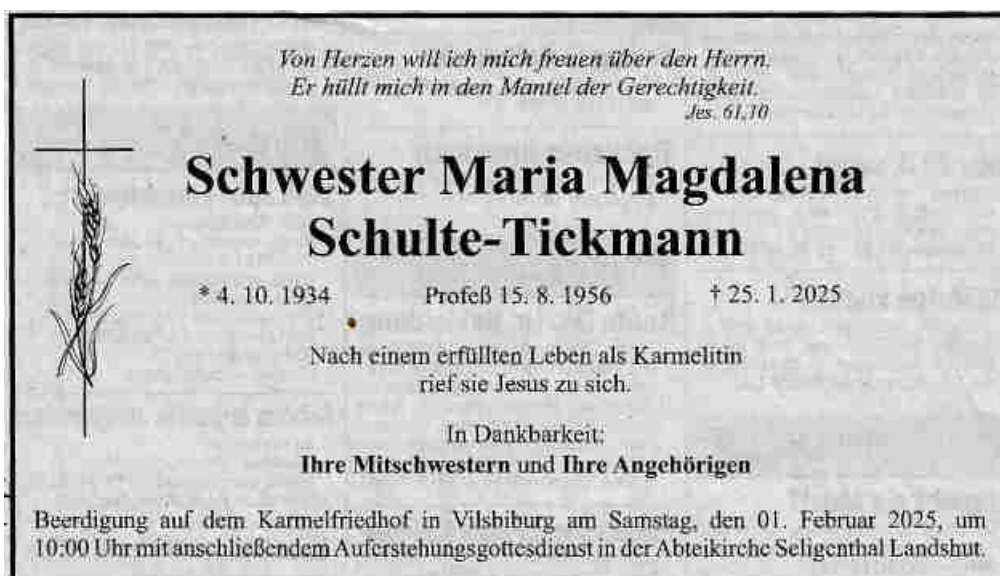 Von Herzen will ich mich freuen über den Herrn.
Er hüllt mich in den Mantel der Gerechtigkeit.
Jes. 61,10
Schwester Maria Magdalena
Schulte-Tickmann
* 4. 10. 1934 Profeß 15. 8. 1956 † 25. 1. 2025
Nach einem erfüllten Leben als Karmelitin
rief sie Jesus zu sich.
In Dankbarkeit:
Ihre Mitschwestern und Ihre Angehörigen
Beerdigung auf dem Karmelfriedhof in Vilsbiburg am Samstag, den 01. Februar 2025, um
10:00 Uhr mit anschließendem Auferstehungsgottesdienst in der Abteikirche Seligenthal Landshut.